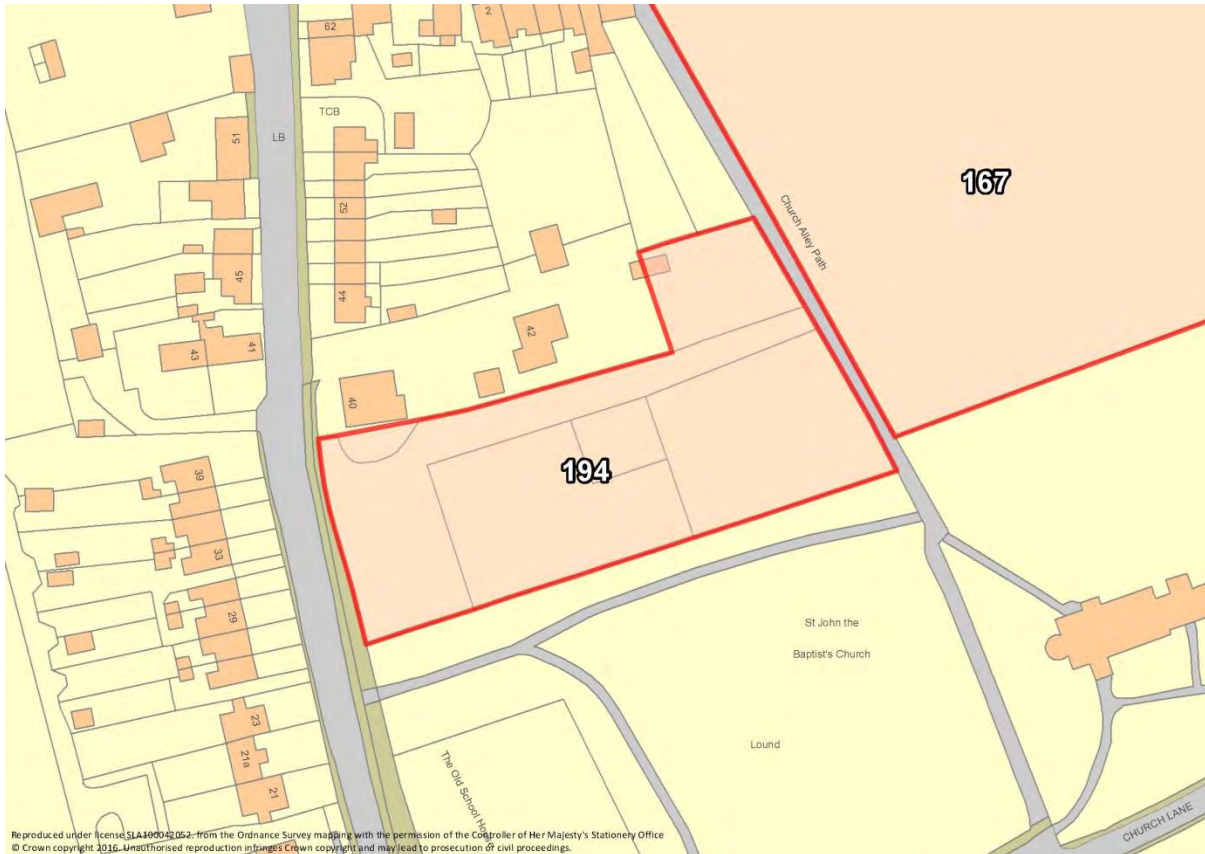 62
2
TCB
LB
51
52
167
Church Alley Path
45
44
42
43
41
40
39
194
33
29
St John the
Baptist's Church
23
Lound
21a
The Old School House
21
CHURCH LANE
Reproduced under license SLA100042052. from the Ordnance Survey mapping with the permission of the Controller of Her Majesty's Stationery Office
© Crown copyright 2016. Unauthorised reproduction infringes Crown copyright and may lead to prosecution or civil proceedings.